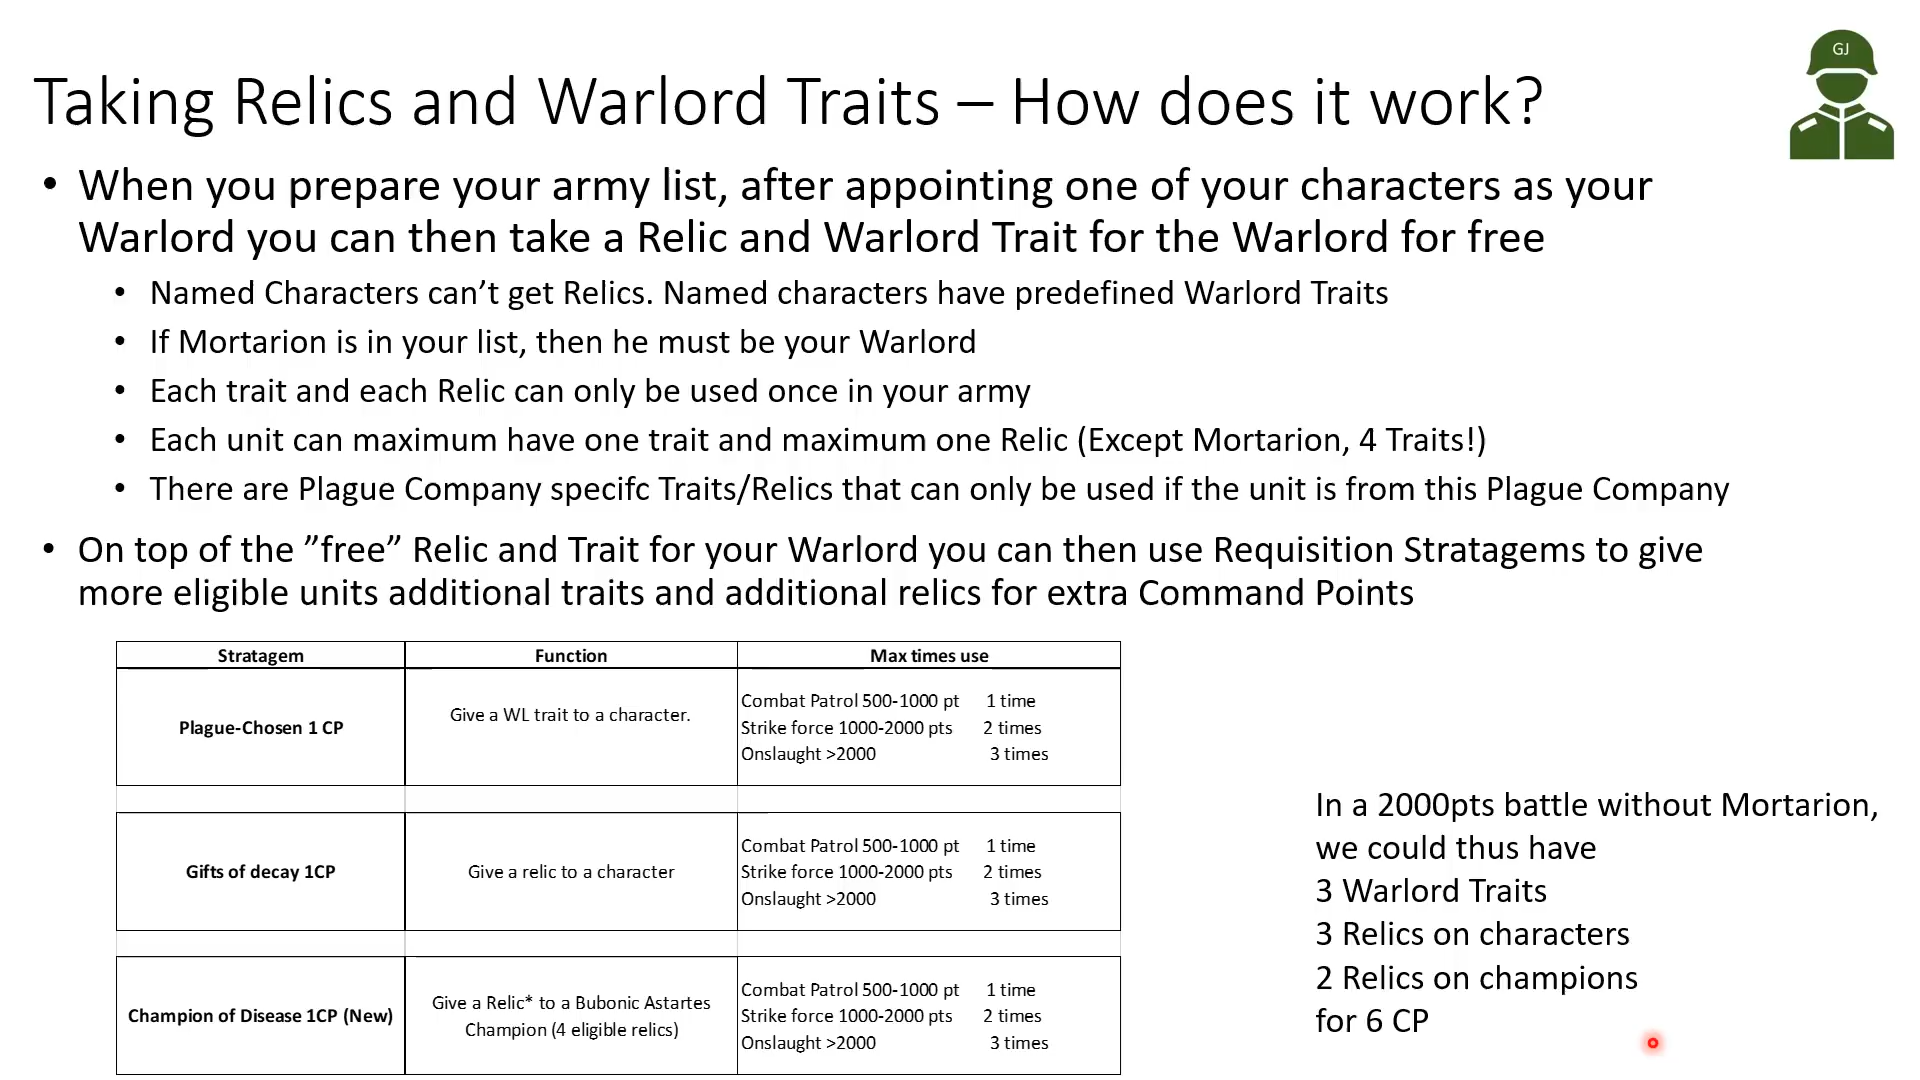 GJ
Taking Relics and Warlord Traits – How does it work?
• When you prepare your army list, after appointing one of your characters as your
Warlord you can then take a Relic and Warlord Trait for the Warlord for free
• Named Characters can’t get Relics. Named characters have predefined Warlord Traits
• If Mortarion is in your list, then he must be your Warlord
• Each trait and each Relic can only be used once in your army
• Each unit can maximum have one trait and maximum one Relic (Except Mortarion, 4 Traits!)
• There are Plague Company specifc Traits/Relics that can only be used if the unit is from this Plague Company
• On top of the ”free” Relic and Trait for your Warlord you can then use Requisition Stratagems to give
more eligible units additional traits and additional relics for extra Command Points
Stratagem Function Max times use
Plague-Chosen 1 CP
Give a WL trait to a character.
Combat Patrol 500-1000 pt 1 time
Strike force 1000-2000 pts 2 times
Onslaught >2000 3 times
Gifts of decay 1CP
Give a relic to a character
Combat Patrol 500-1000 pt 1 time
Strike force 1000-2000 pts 2 times
Onslaught >2000 3 times
Champion of Disease 1CP (New)
Give a Relic* to a Bubonic Astartes
Champion (4 eligible relics)
Combat Patrol 500-1000 pt 1 time
Strike force 1000-2000 pts 2 times
Onslaught >2000 3 times
In a 2000pts battle without Mortarion,
we could thus have
3 Warlord Traits
3 Relics on characters
2 Relics on champions
for 6 CP